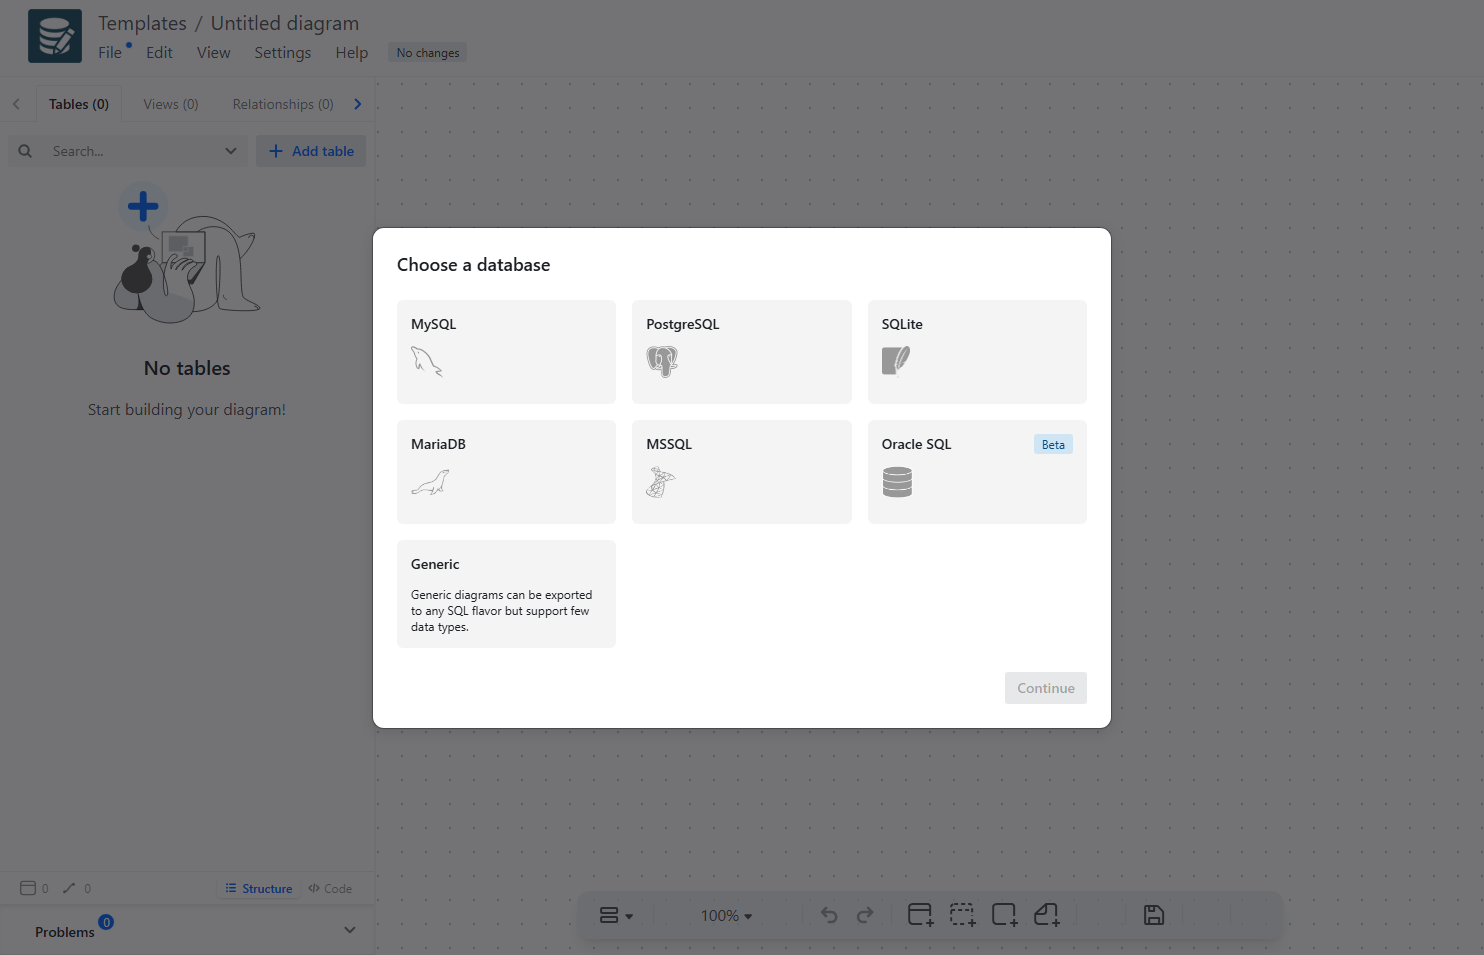 Templates / Untitled diagram
File Edit View Settings Help No changes
Tables (0) Views (0) Relationships (0)
Search... Add table
No tables
Start building your diagram!
Choose a database
MySQL PostgreSQL SQLite
MariaDB MSSQL Oracle SQL Beta
Generic
Generic diagrams can be exported
to any SQL flavor but support few
data types.
Continue
0 0 Structure Code
Problems 0
100%